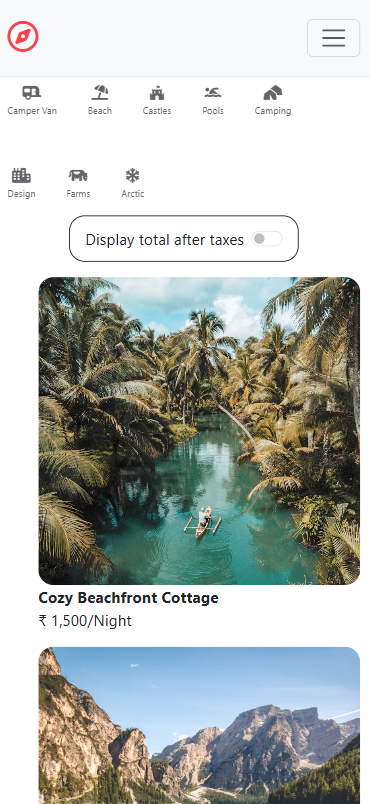 Camper Van Beach Castles Pools Camping
Design Farms Arctic
Display total after taxes
Cozy Beachfront Cottage
₹ 1,500/Night